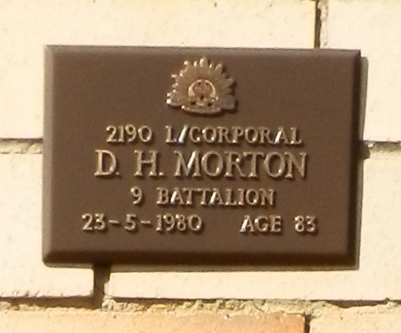 2190 L/CORPORAL
D. H. MORTON
9 BATTALION
23-5-1980 AGE 83